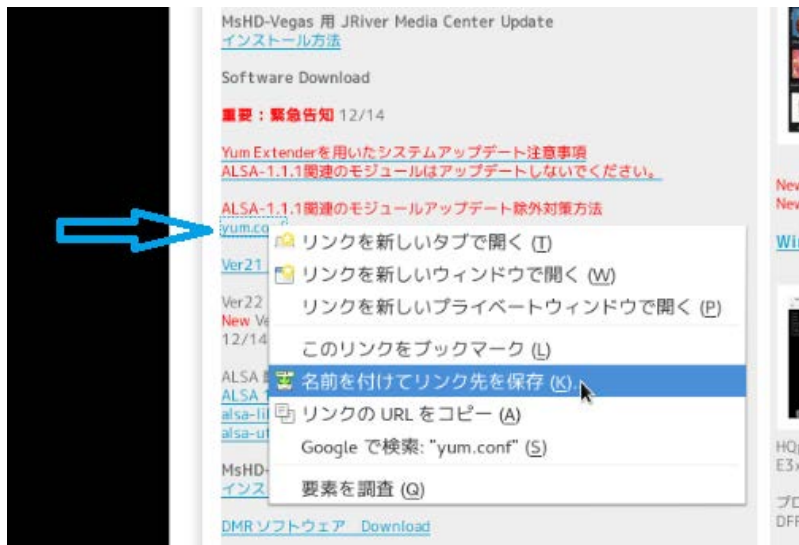 MsHD-Vegas 用 JRiver Media Center Update
インストール方法
Software Download
重要：緊急告知 12/14
Yum Extenderを用いたシステムアップデート注意事項
ALSA-1.1.1関連のモジュールはアップデートしないでください。
ALSA-1.1.1関連のモジュールアップデート除外対策方法
yum.conf
Ver21
Ver22
New
12/14
ALSA
ALSA
MsHD-
インス
DMR ソフトウェア Download
リンクを新しいタブで開く (T)
リンクを新しいウィンドウで開く (W)
リンクを新しいプライベートウィンドウで開く (P)
このリンクをブックマーク (L)
名前を付けてリンク先を保存 (K)...
リンクの URL をコピー (A)
Google で検索: "yum.conf" (S)
要素を調査 (Q)
New
New